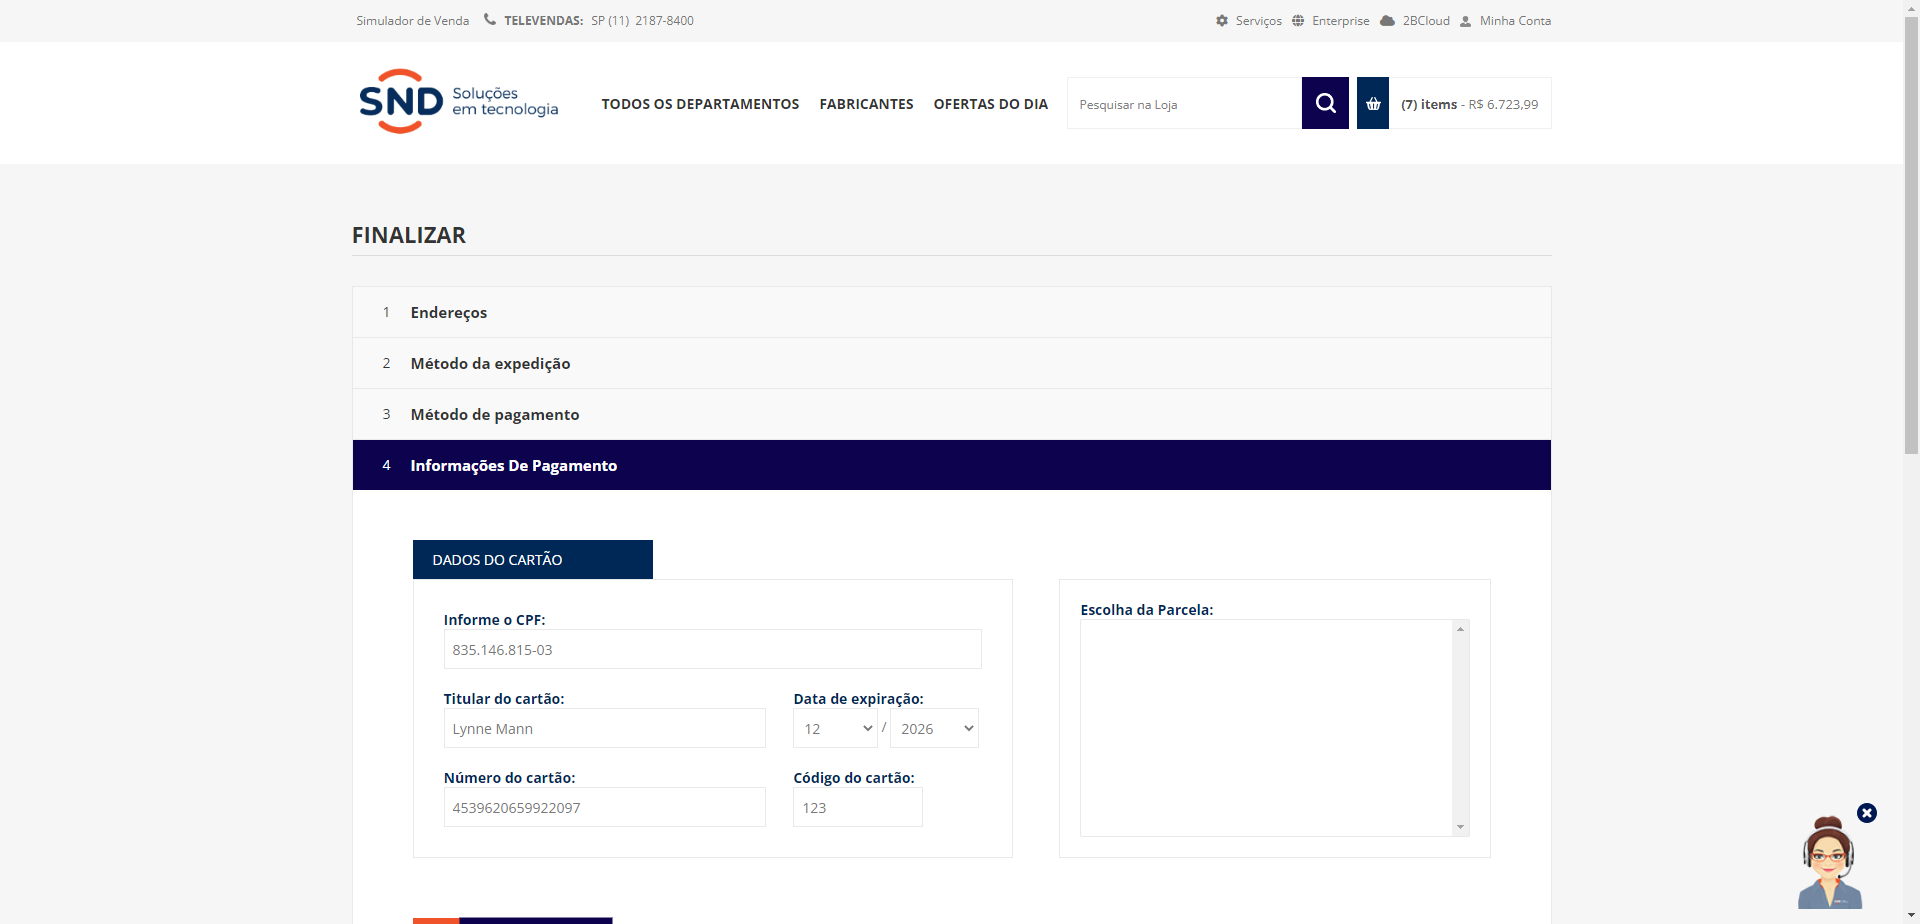 Simulador de Venda TELEVENDAS: SP (11) 2187-8400 Serviços Enterprise 2BCloud Minha Conta
SND Soluções em tecnologia
TODOS OS DEPARTAMENTOS FABRICANTES OFERTAS DO DIA Pesquisar na Loja (7) items - R$ 6.723,99
FINALIZAR
1 Endereços
2 Método da expedição
3 Método de pagamento
4 Informações De Pagamento
DADOS DO CARTÃO
Informe o CPF:
835.146.815-03
Titular do cartão: Data de expiração:
Lynne Mann 12 / 2026
Número do cartão: Código do cartão:
4539620659922097 123
Escolha da Parcela: